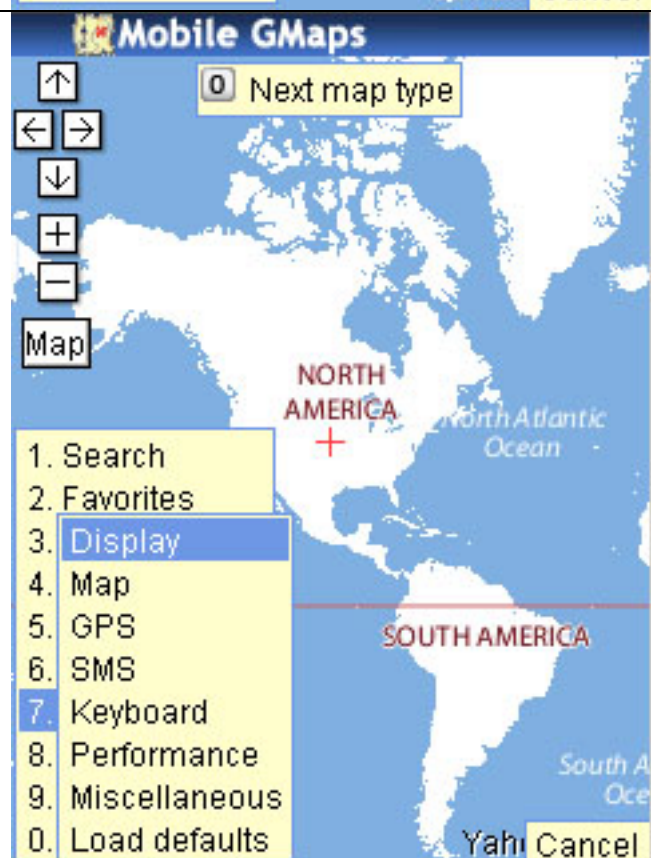 Mobile GMaps
0 Next map type
Map
NORTH
AMERICA
North Atlantic
Ocean
1. Search
2. Favorites
3. Display
4. Map
5. GPS
SOUTH AMERICA
6. SMS
7. Keyboard
8. Performance
South A
9. Miscellaneous
Oce
0. Load defaults
Yah
Cancel